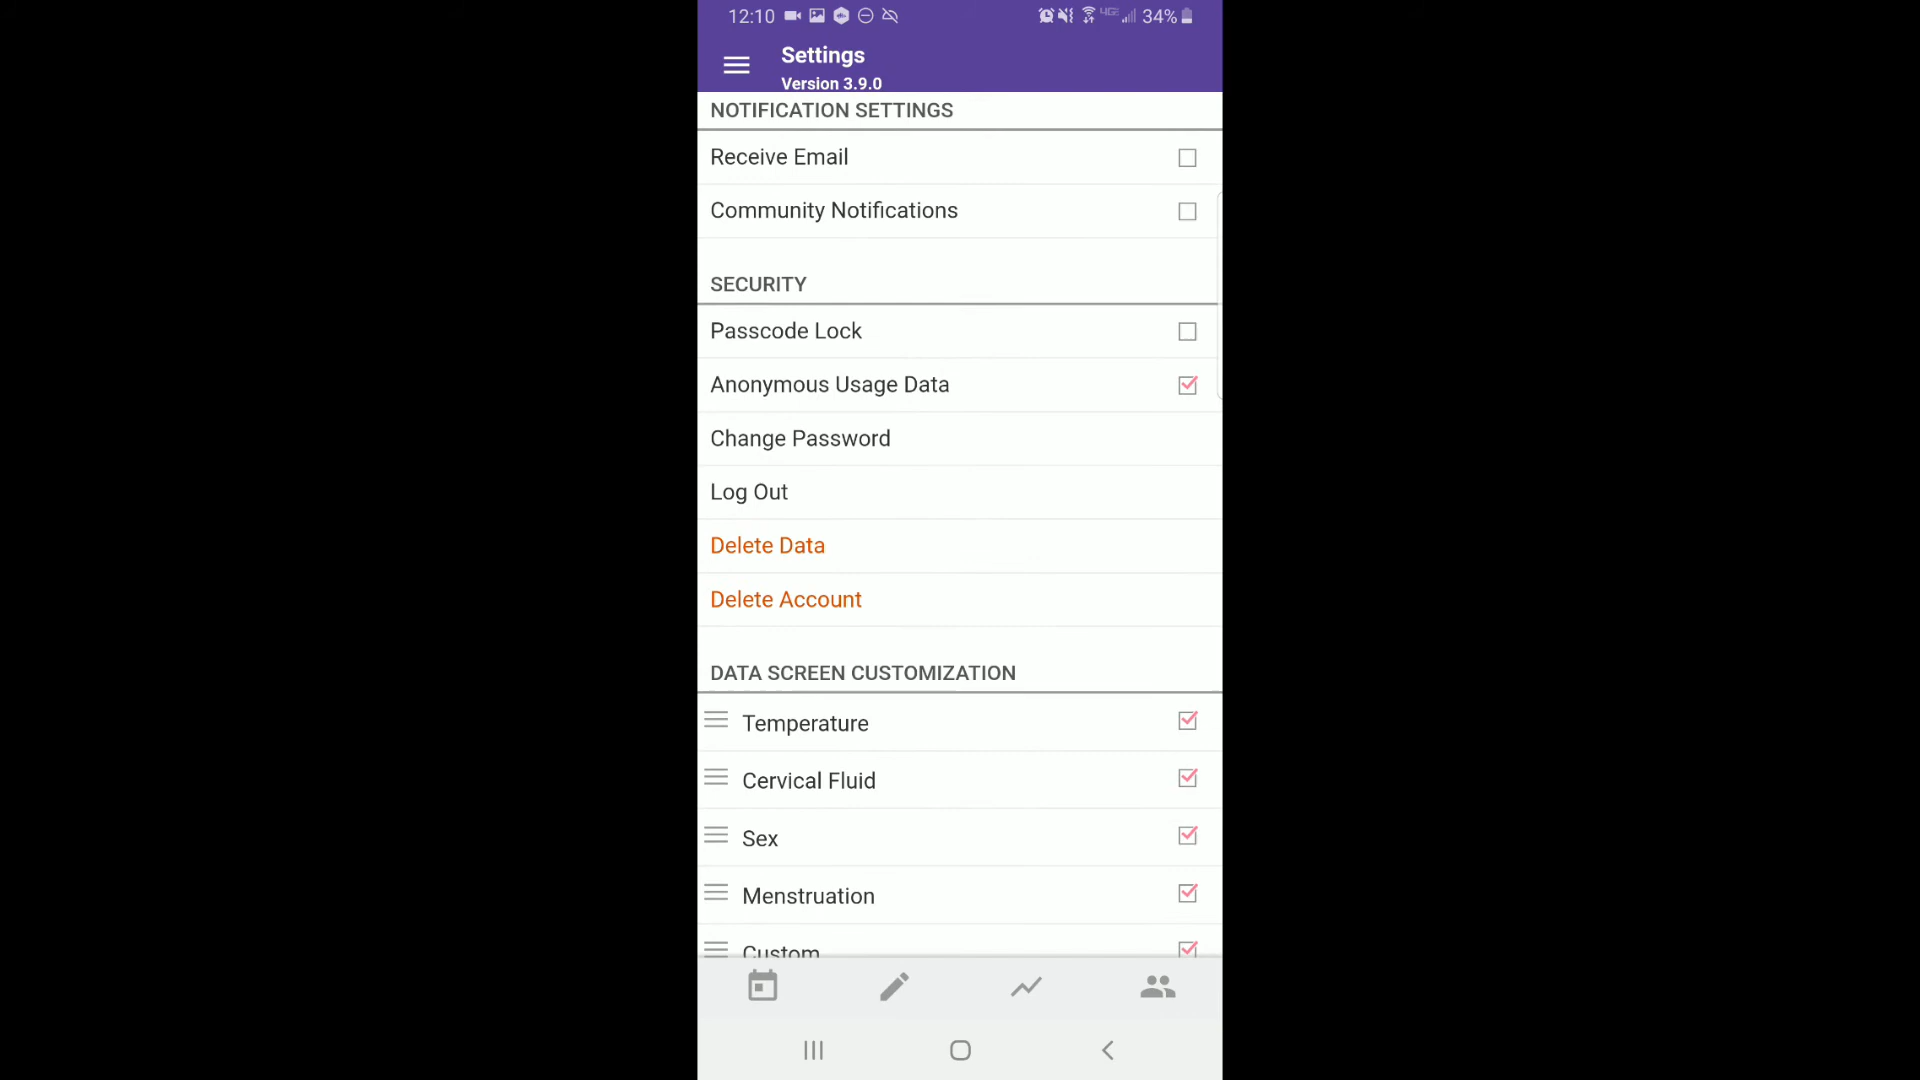 12:10 34%
Settings
Version 3.9.0
NOTIFICATION SETTINGS
Receive Email
Community Notifications
SECURITY
Passcode Lock
Anonymous Usage Data
Change Password
Log Out
Delete Data
Delete Account
DATA SCREEN CUSTOMIZATION
Temperature
Cervical Fluid
Sex
Menstruation
Custom